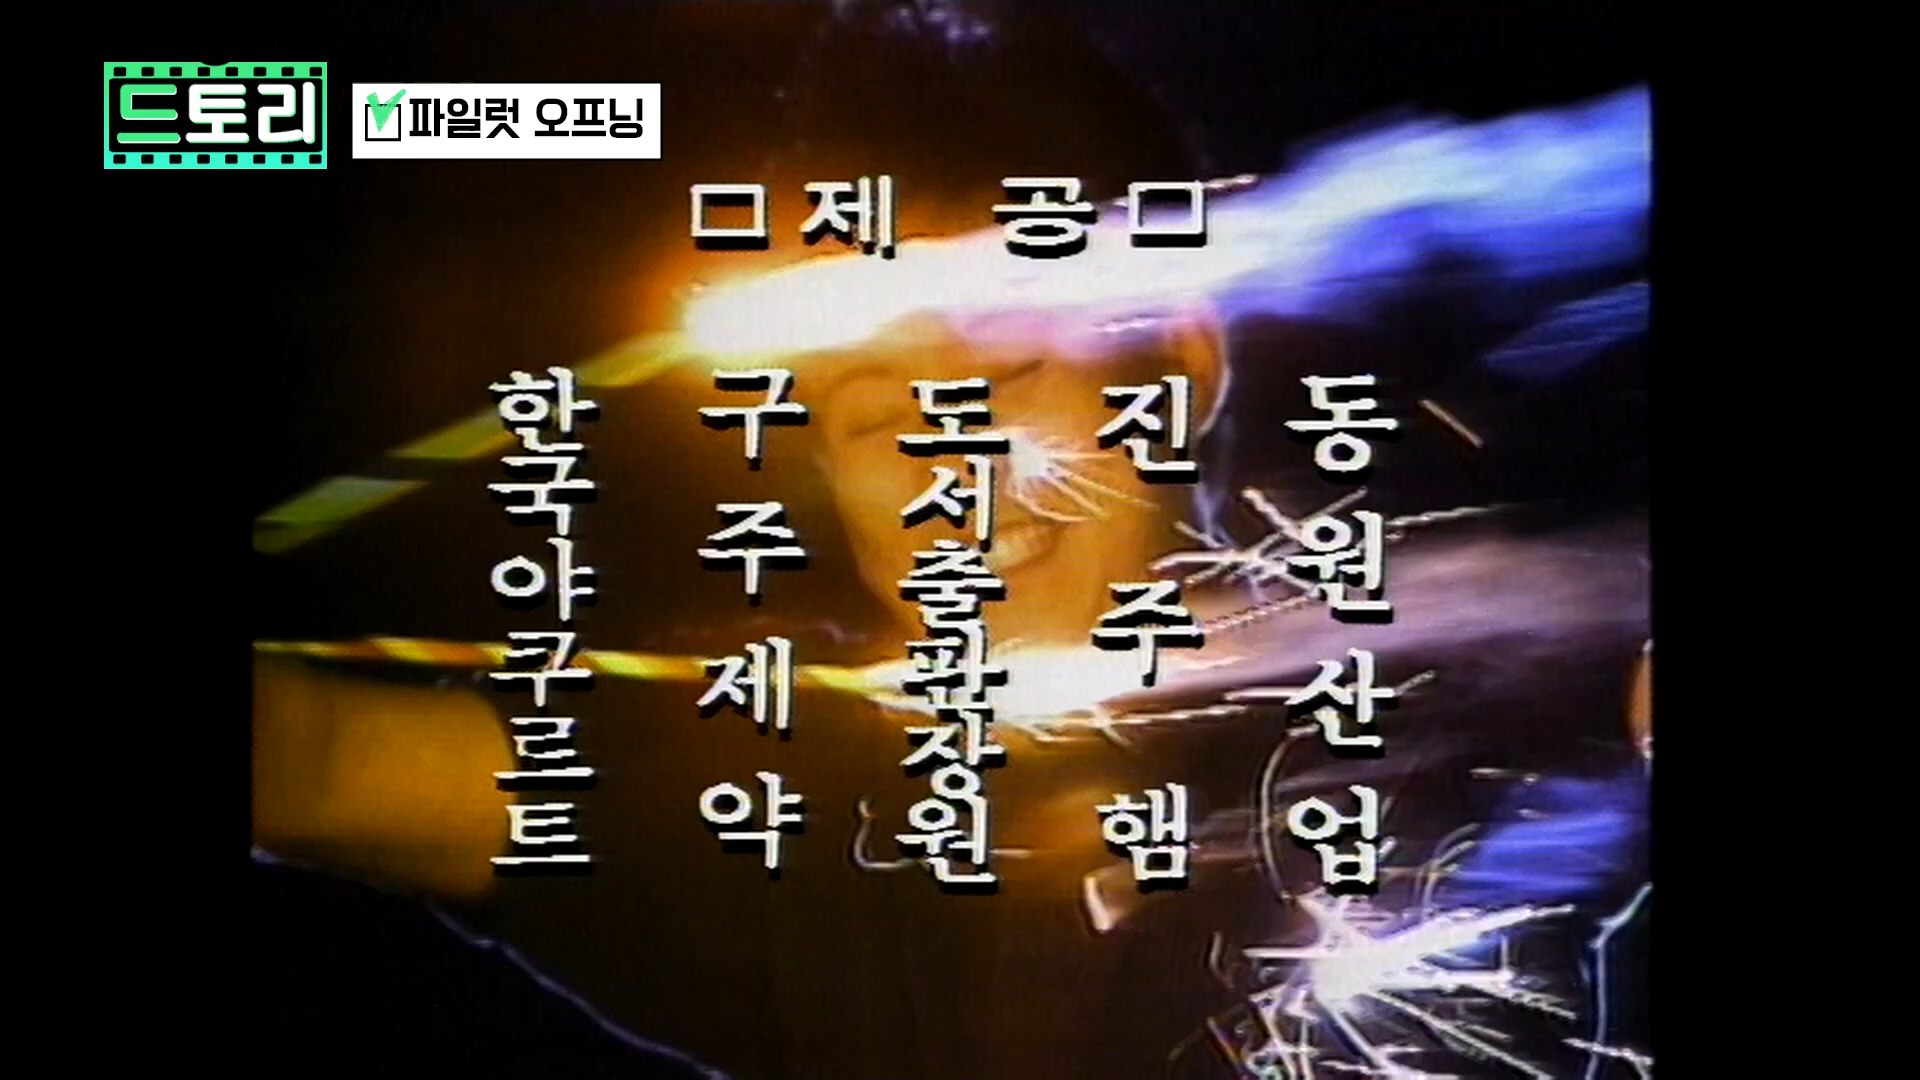 드토리
파일럿 오프닝
□제 공□
한국야쿠르트
구주제약
도서출판장원
진주햄
동원산업